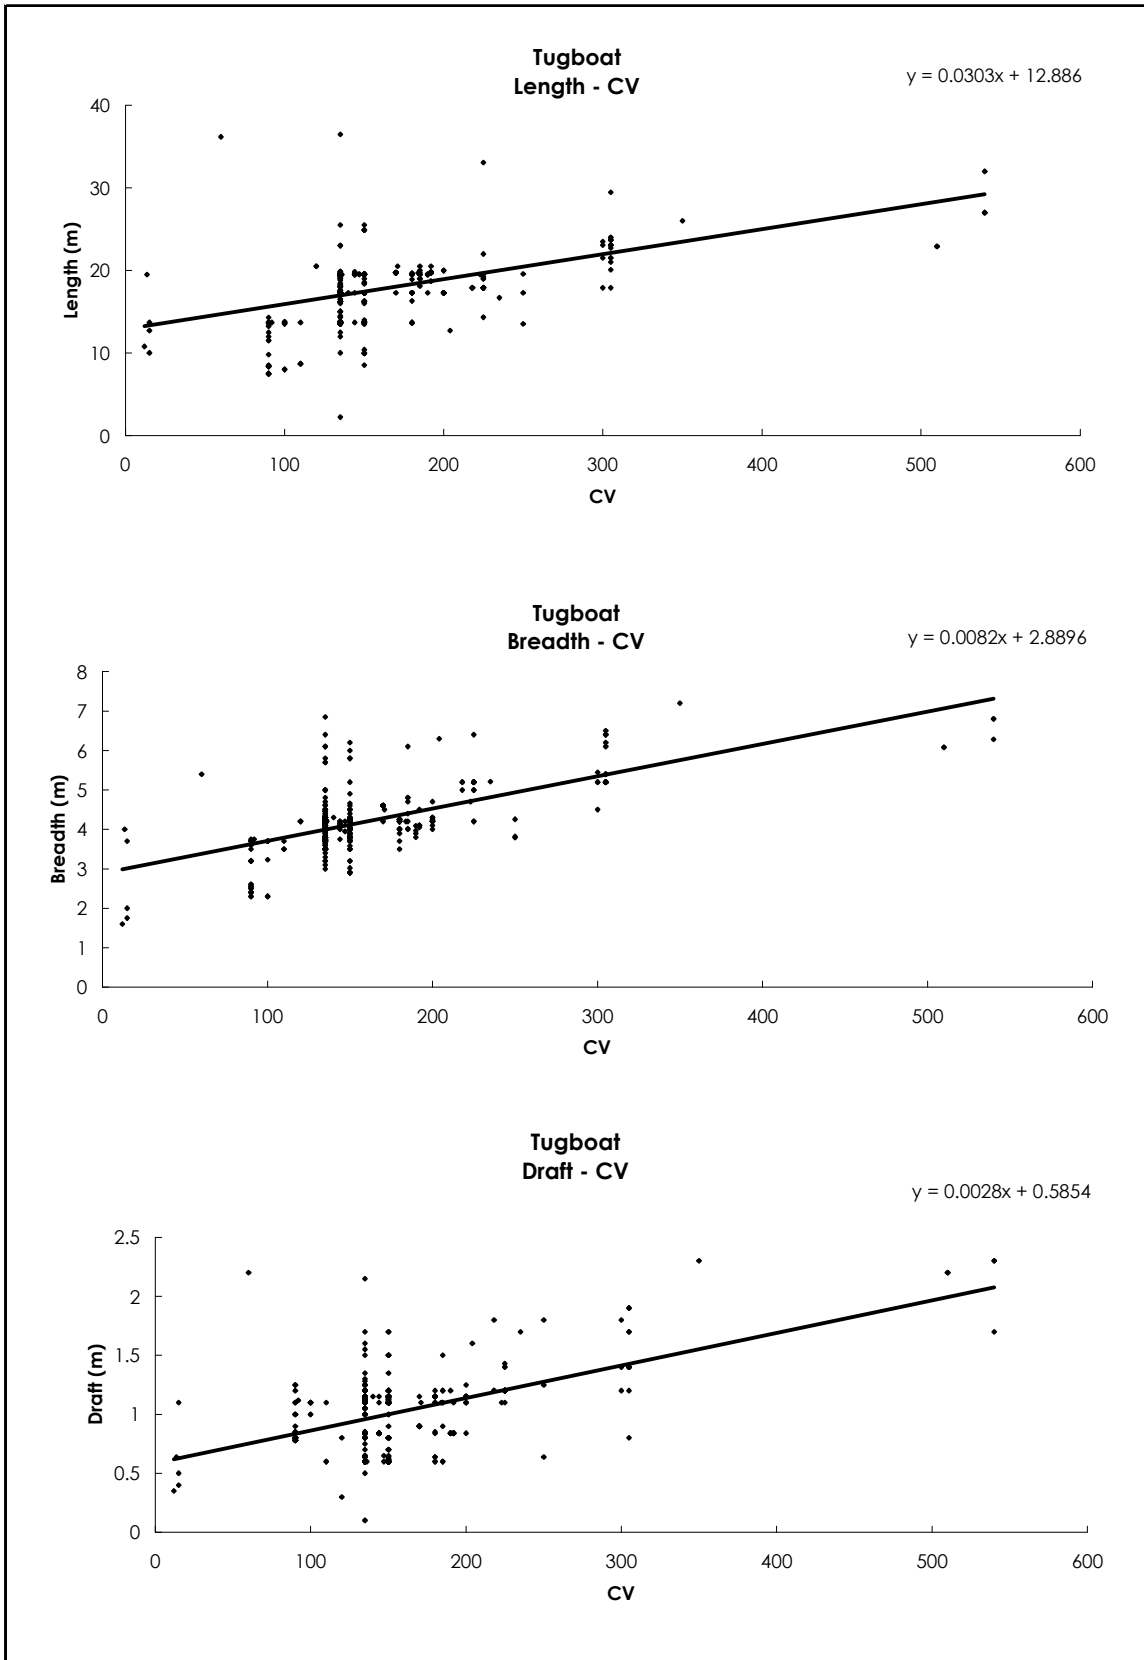 Tugboat
Length - CV
y = 0.0303x + 12.886
40
30
20
10
0
Length (m)
0 100 200 300 400 500 600
CV
Tugboat
Breadth - CV
y = 0.0082x + 2.8896
8
7
6
5
4
3
2
1
0
Breadth (m)
0 100 200 300 400 500 600
CV
Tugboat
Draft - CV
y = 0.0028x + 0.5854
2.5
2
1.5
1
0.5
0
Draft (m)
0 100 200 300 400 500 600
CV